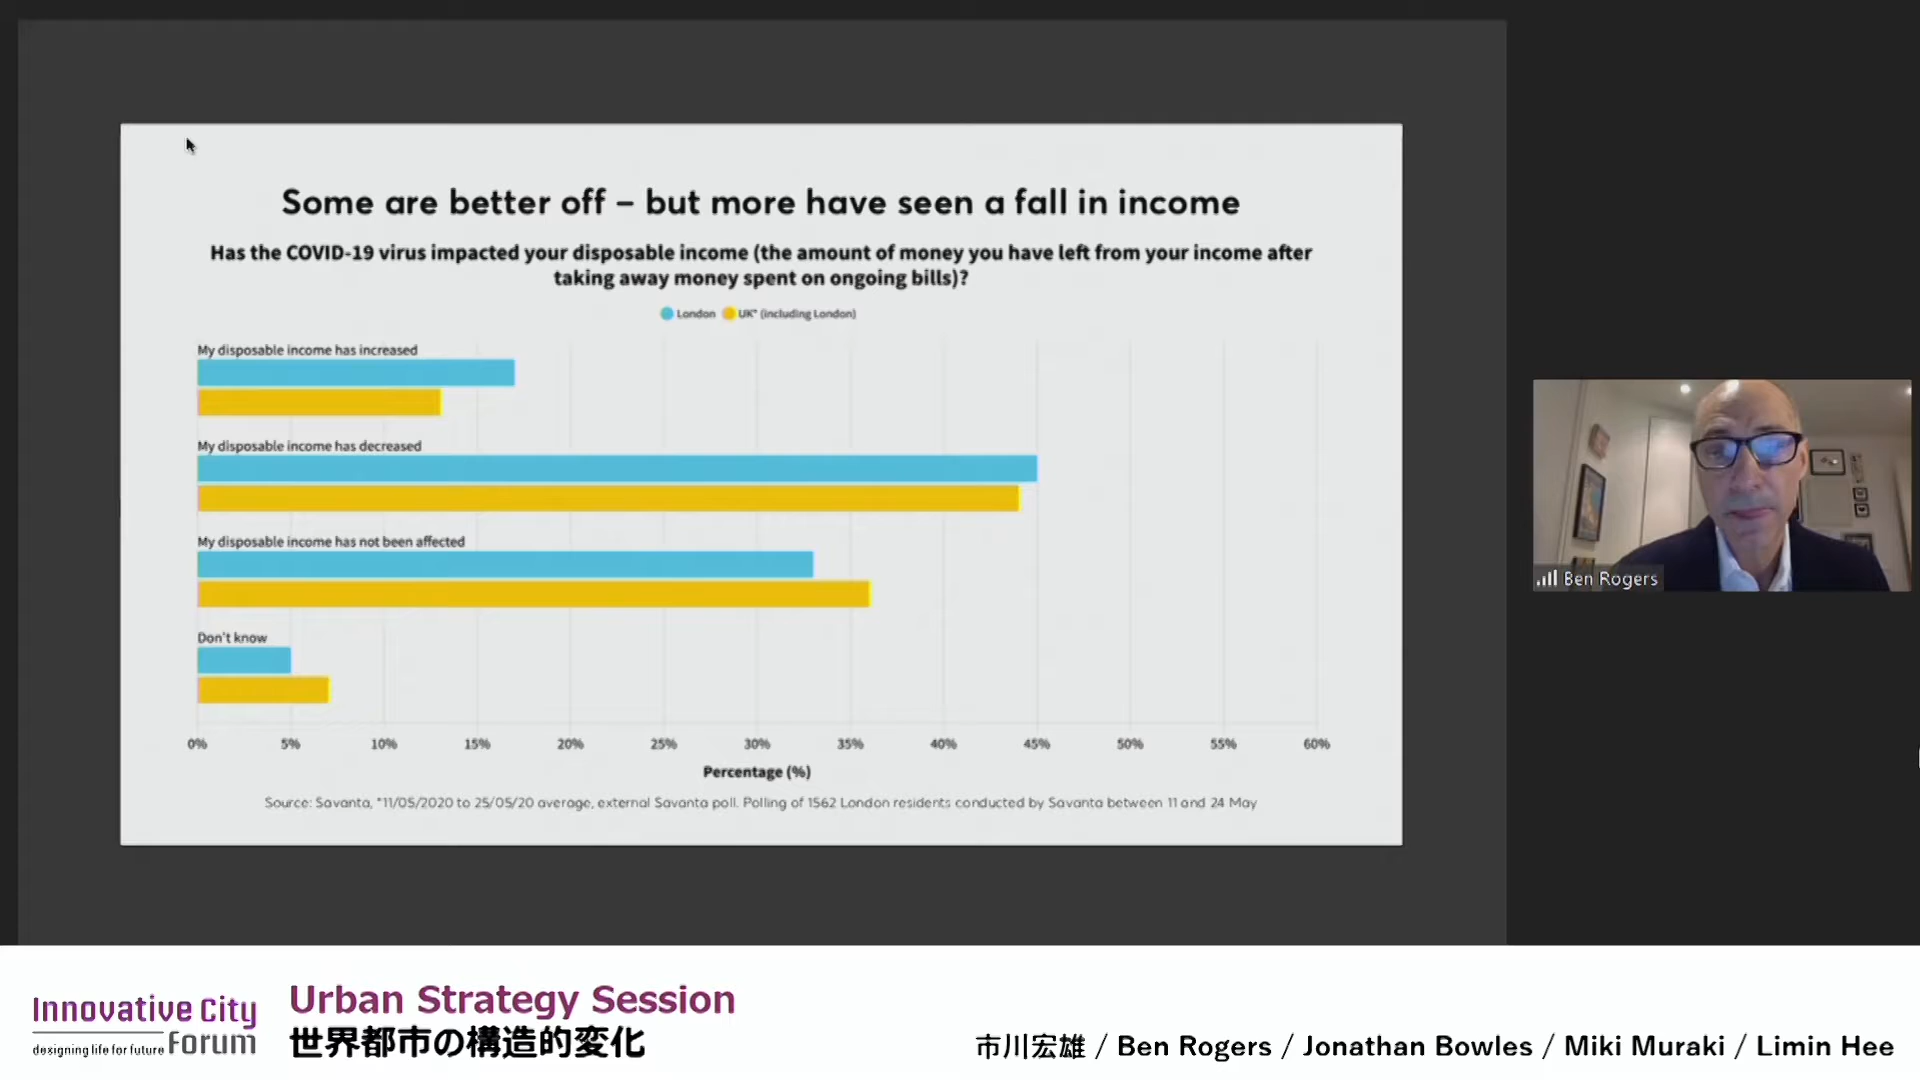 Some are better off – but more have seen a fall in income
Has the COVID-19 virus impacted your disposable income (the amount of money you have left from your income after
taking away money spent on ongoing bills)?
London UK* (including London)
My disposable income has increased
My disposable income has decreased
My disposable income has not been affected
Don't know
0% 5% 10% 15% 20% 25% 30% 35% 40% 45% 50% 55% 60%
Percentage (%)
Source: Savanta, *11/05/2020 to 25/05/20 average, external Savanta poll. Polling of 1562 London residents conducted by Savanta between 11 and 24 May
Ben Rogers
Innovative City
Forum
designing life for future
Urban Strategy Session
世界都市の構造的変化
市川宏雄 / Ben Rogers / Jonathan Bowles / Miki Muraki / Limin Hee